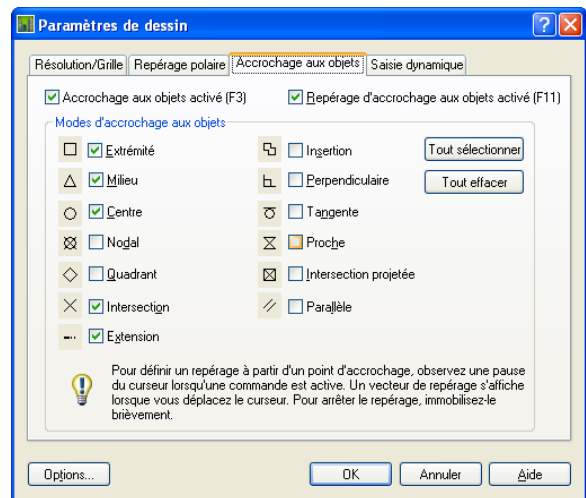 Paramètres de dessin
Résolution/Grille Repérage polaire Accrochage aux objets Saisie dynamique
Accrochage aux objets activé (F3) Repérage d'accrochage aux objets activé (F11)
Modes d'accrochage aux objets
Extrémité Insertion Tout sélectionner
Milieu Perpendiculaire Tout effacer
Centre Tangente
Nodal Proche
Quadrant Intersection projetée
Intersection Parallèle
Extension
Pour définir un repérage à partir d'un point d'accrochage, observez une pause
du curseur lorsqu'une commande est active. Un vecteur de repérage s'affiche
lorsque vous déplacez le curseur. Pour arrêter le repérage, immobilisez-le
brièvement.
Options... OK Annuler Aide